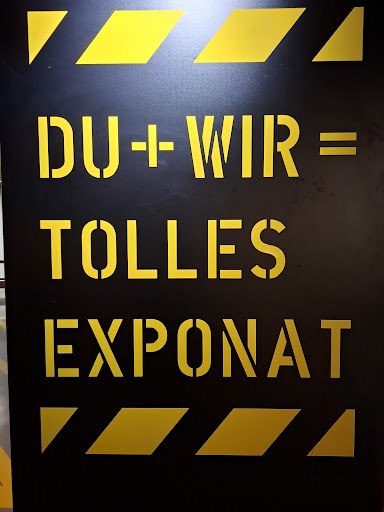 DU + WIR =
TOLLES
EXPONAT